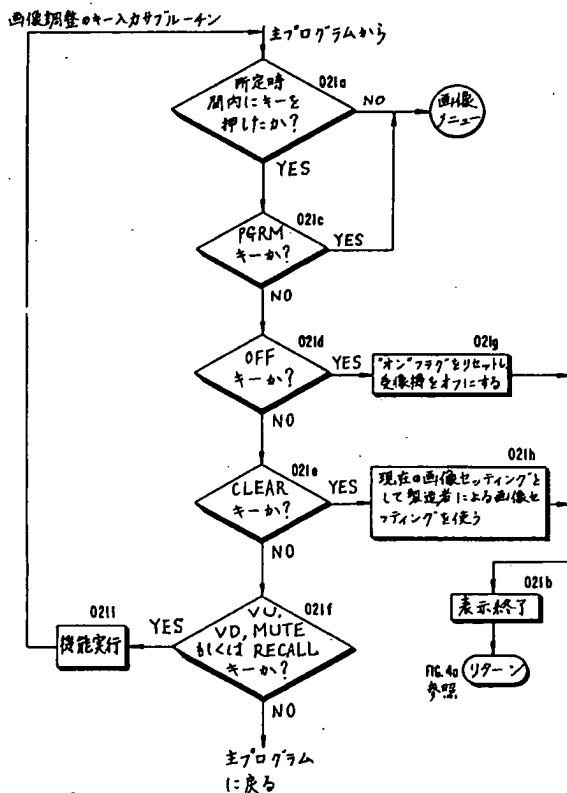 画像調整のキー入力サブルーチン
主プログラムから
021a
所定時
間内にキーを
押したか?
NO
画像
メニュー
YES
021c
PGRM
キーか?
YES
NO
021d
OFF
キーか?
YES
021g
"オン"フラグをリセットし、
受像機をオフにする
NO
021e
CLEAR
キーか?
YES
021h
現在の画像セッティングと
して製造者による画像セ
ッティングを使う
NO
021b
表示終了
021f
VU,
VD, MUTE
もしくは RECALL
キーか?
YES
021i
機能実行
FIG.4a
参照
リターン
NO
主プログラム
に戻る